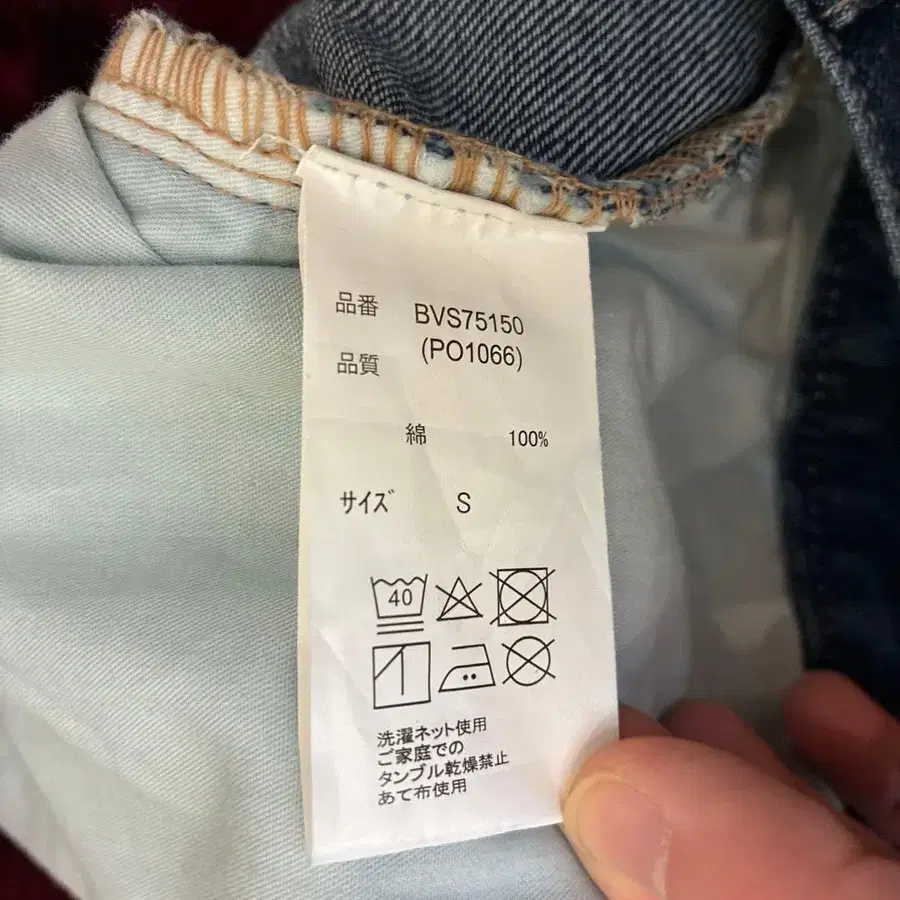 品番 BVS75150
(PO1066)
品質
綿 100%
サイズ S
40
洗濯ネット使用
ご家庭での
タンブル乾燥禁止
あて布使用